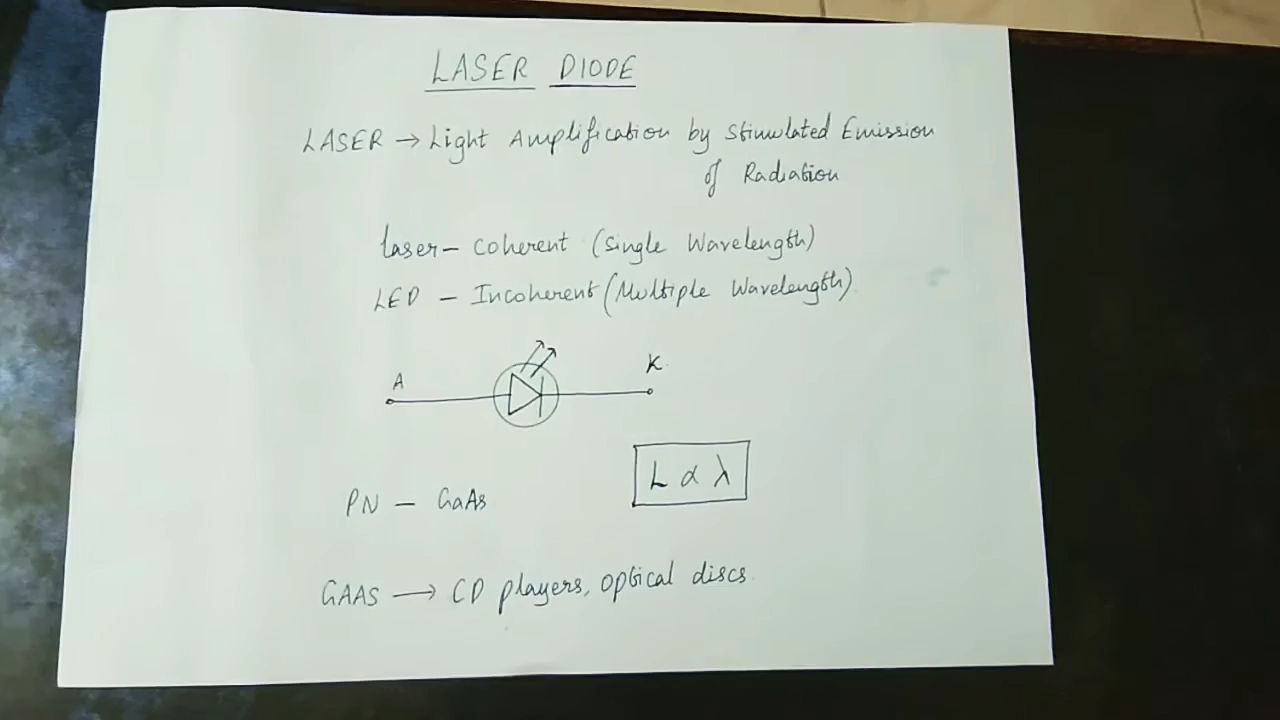 LASER DIODE
LASER → Light Amplification by Stimulated Emission
of Radiation
laser – Coherent (Single Wavelength)
LED – Incoherent (Multiple Wavelength)
A
K
L ∝ λ
PN – GaAs
GAAS → CD players, optical discs.